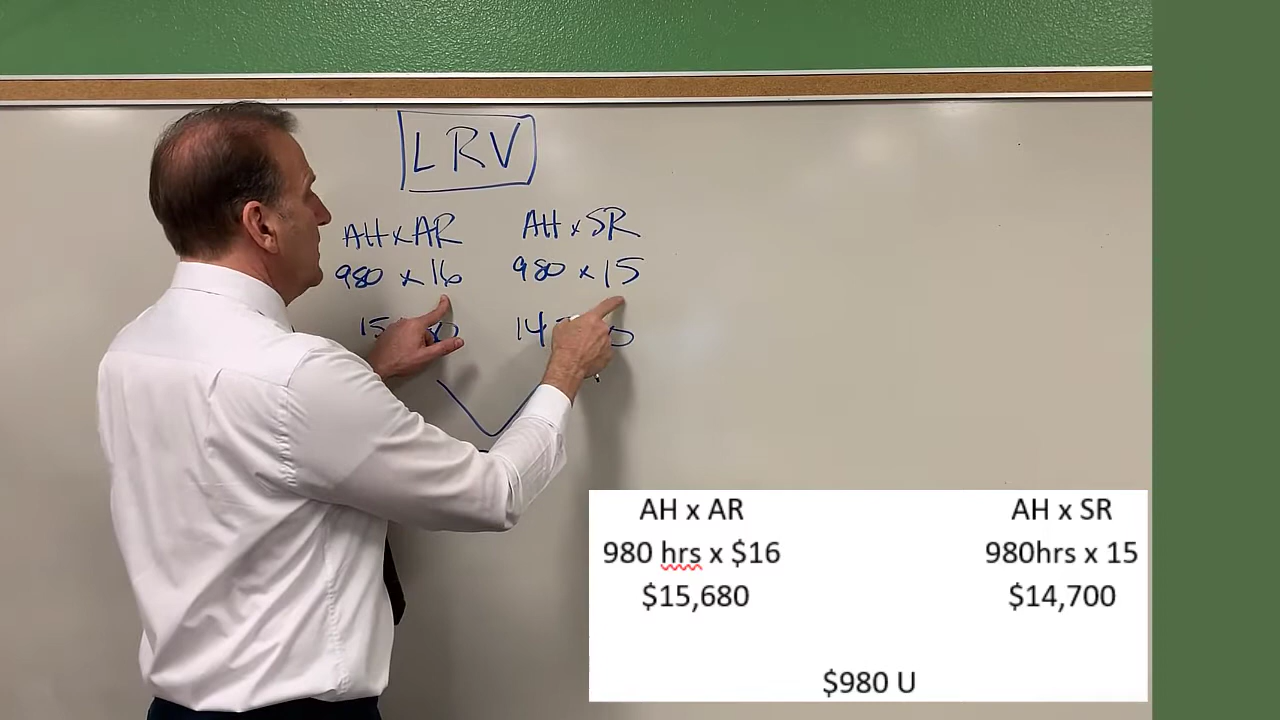 LRV
AH x AR AH x SR
980 x 16 980 x 15
AH x AR AH x SR
980 hrs x $16 980hrs x 15
$15,680 $14,700
$980 U